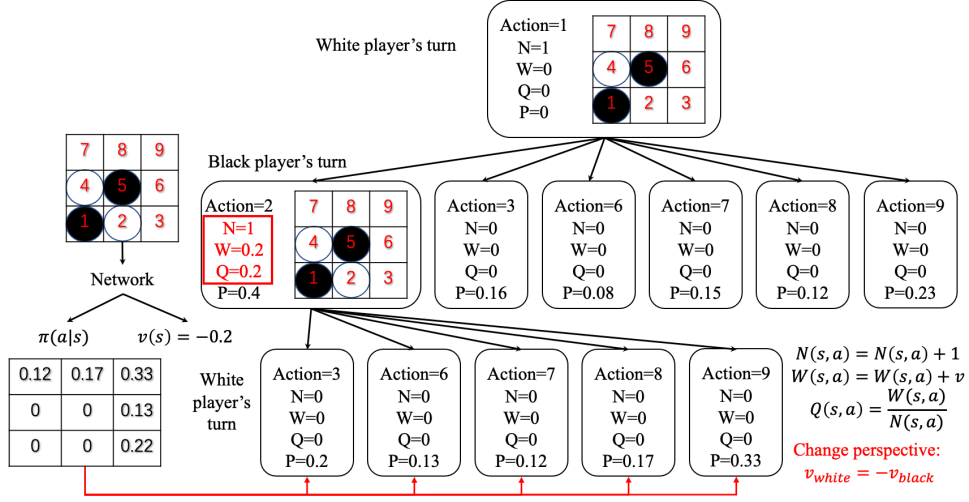 White player's turn
Action=1
N=1
W=0
Q=0
P=0
7 8 9
4 5 6
1 2 3
7 8 9
4 5 6
1 2 3
Network
π(a|s)
v(s) = −0.2
0.12 0.17 0.33
0 0 0.13
0 0 0.22
Black player's turn
Action=2
N=1
W=0.2
Q=0.2
P=0.4
7 8 9
4 5 6
1 2 3
Action=3
N=0
W=0
Q=0
P=0.16
Action=6
N=0
W=0
Q=0
P=0.08
Action=7
N=0
W=0
Q=0
P=0.15
Action=8
N=0
W=0
Q=0
P=0.12
Action=9
N=0
W=0
Q=0
P=0.23
White
player's
turn
Action=3
N=0
W=0
Q=0
P=0.2
Action=6
N=0
W=0
Q=0
P=0.13
Action=7
N=0
W=0
Q=0
P=0.12
Action=8
N=0
W=0
Q=0
P=0.17
Action=9
N=0
W=0
Q=0
P=0.33
N(s, a) = N(s, a) + 1
W(s, a) = W(s, a) + v
Q(s, a) = W(s, a) / N(s, a)
Change perspective:
v_white = −v_black